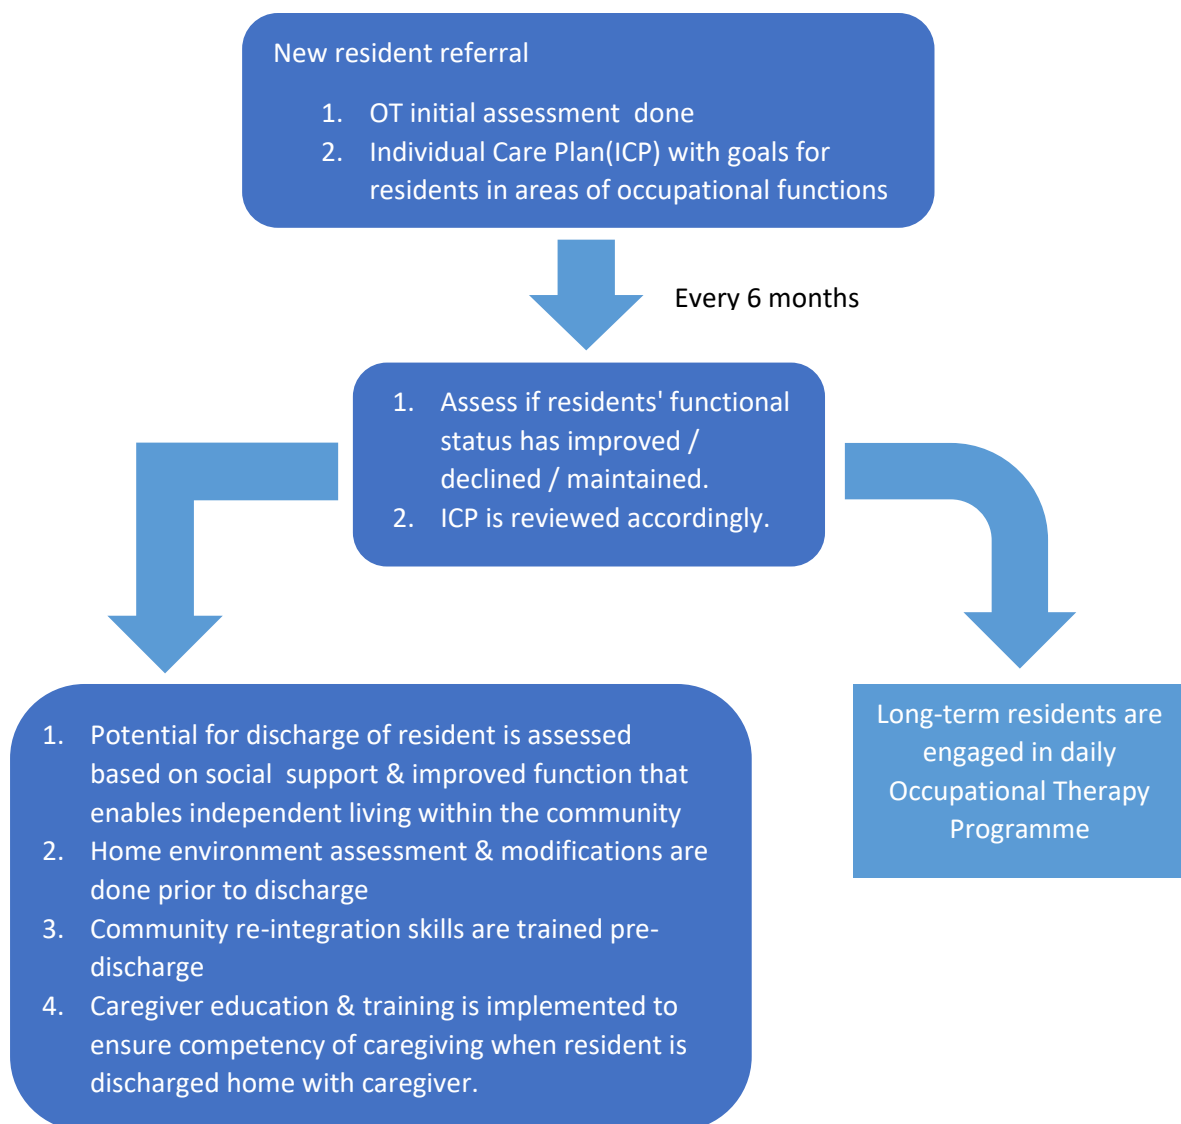 New resident referral
1. OT initial assessment  done
2. Individual Care Plan(ICP) with goals for
residents in areas of occupational functions
Every 6 months
1. Assess if residents' functional
status has improved /
declined / maintained.
2. ICP is reviewed accordingly.
1. Potential for discharge of resident is assessed
based on social  support & improved function that
enables independent living within the community
2. Home environment assessment & modifications are
done prior to discharge
3. Community re-integration skills are trained pre-
discharge
4. Caregiver education & training is implemented to
ensure competency of caregiving when resident is
discharged home with caregiver.
Long-term residents are
engaged in daily
Occupational Therapy
Programme